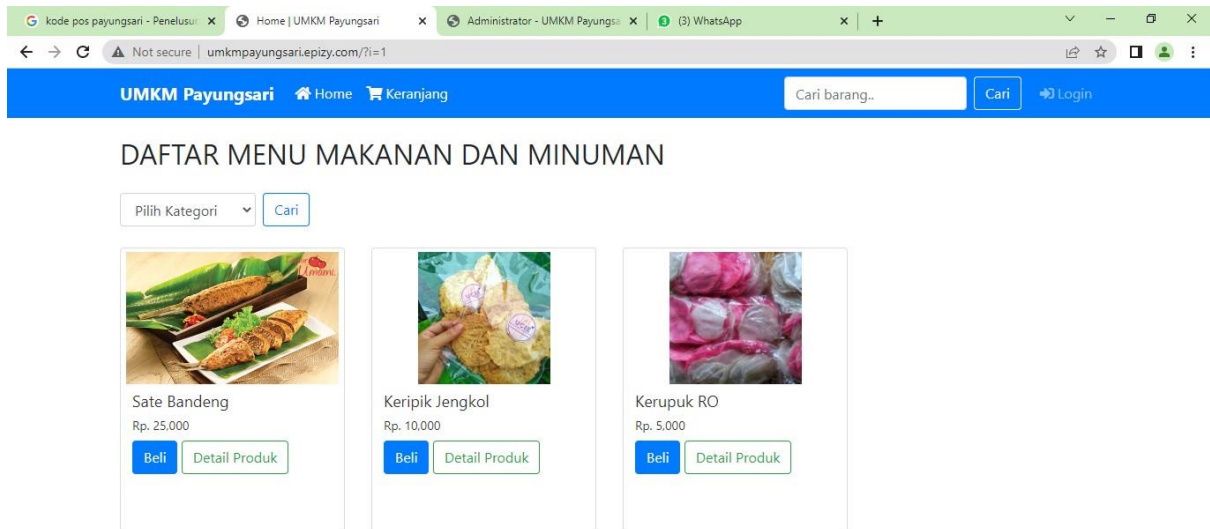 kode pos payungsari - Penelusur
Home | UMKM Payungsari
Administrator - UMKM Payungsa
(3) WhatsApp
Not secure | umkmpayungsari.epizy.com/?i=1
UMKM Payungsari Home Keranjang Cari barang.. Cari Login
DAFTAR MENU MAKANAN DAN MINUMAN
Pilih Kategori Cari
Umami
Sate Bandeng
Rp. 25,000
Beli Detail Produk
Keripik Jengkol
Rp. 10,000
Beli Detail Produk
Kerupuk RO
Rp. 5,000
Beli Detail Produk